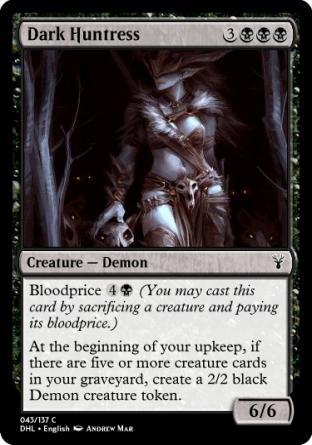 Dark Huntress 3
Creature — Demon
Bloodprice 4 (You may cast this
card by sacrificing a creature and paying
its bloodprice.)
At the beginning of your upkeep, if
there are five or more creature cards
in your graveyard, create a 2/2 black
Demon creature token.
6/6
043/137 C
DHL • English Andrew Mar